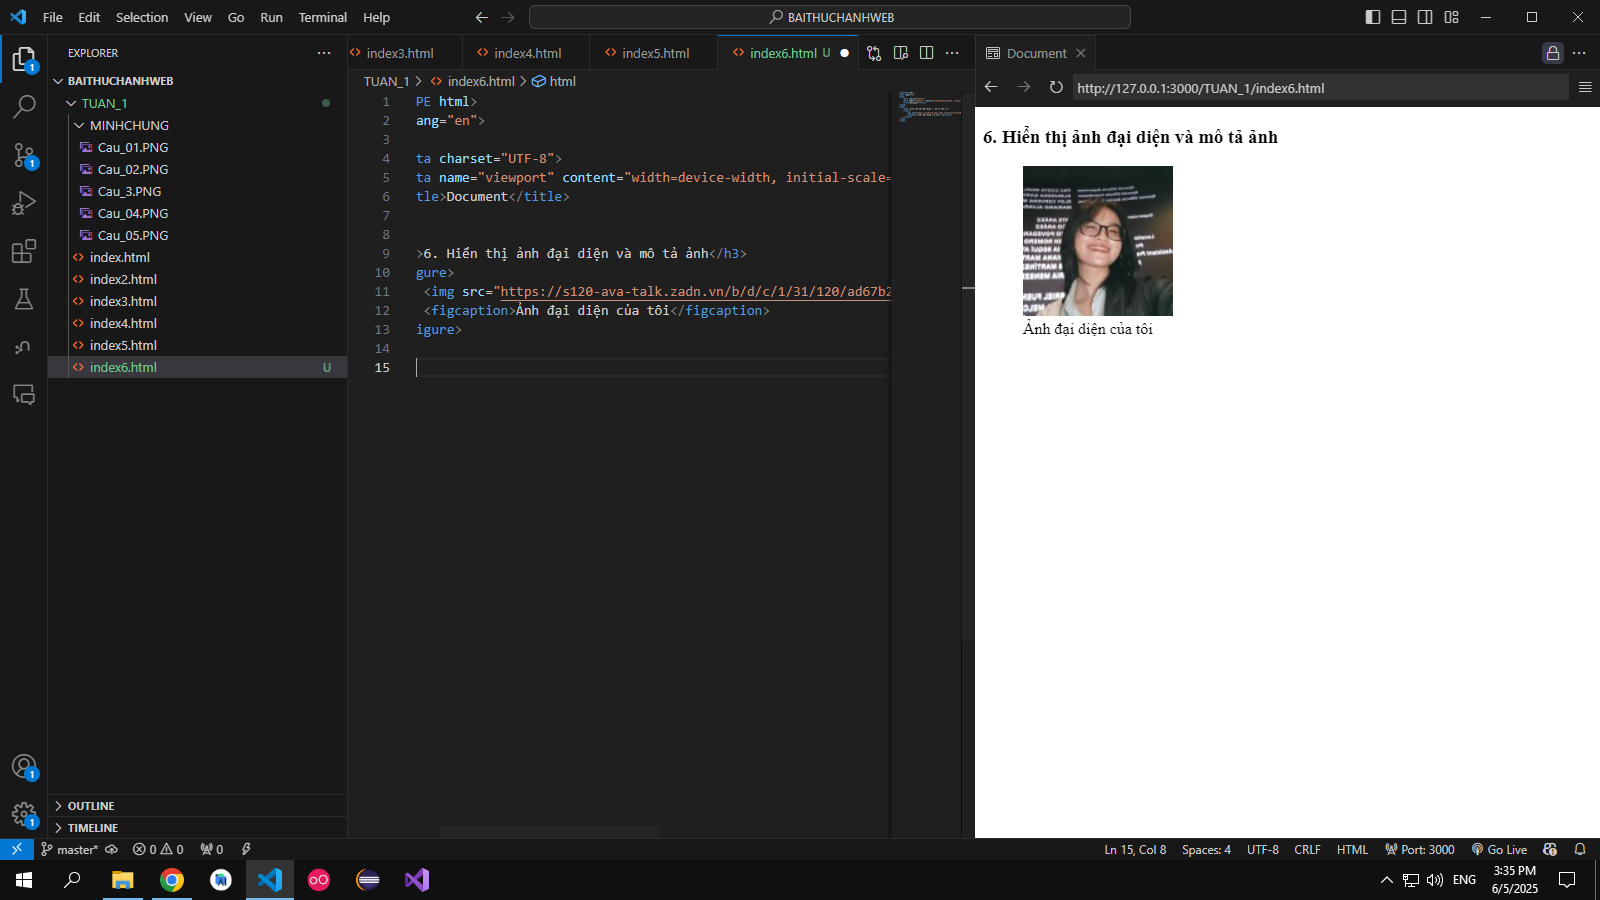 File Edit Selection View Go Run Terminal Help
BAITHUCHANHWEB
EXPLORER
BAITHUCHANHWEB
TUAN_1
MINHCHUNG
Cau_01.PNG
Cau_02.PNG
Cau_3.PNG
Cau_04.PNG
Cau_05.PNG
index.html
index2.html
index3.html
index4.html
index5.html
index6.html U
OUTLINE
TIMELINE
index3.html index4.html index5.html index6.html U
TUAN_1 > index6.html > html
1 PE html>
2 ang="en">
3
4 ta charset="UTF-8">
5 ta name="viewport" content="width=device-width, initial-scale=
6 tle>Document</title>
7
8
9 >6. Hiển thị ảnh đại diện và mô tả ảnh</h3>
10 gure>
11 <img src="https://s120-ava-talk.zadn.vn/b/d/c/1/31/120/ad67b2
12 <figcaption>Ảnh đại diện của tôi</figcaption>
13 igure>
14
15
Document
http://127.0.0.1:3000/TUAN_1/index6.html
6. Hiển thị ảnh đại diện và mô tả ảnh
Ảnh đại diện của tôi
master* 0 0 0 Ln 15, Col 8 Spaces: 4 UTF-8 CRLF HTML Port: 3000 Go Live
ENG
3:35 PM
6/5/2025